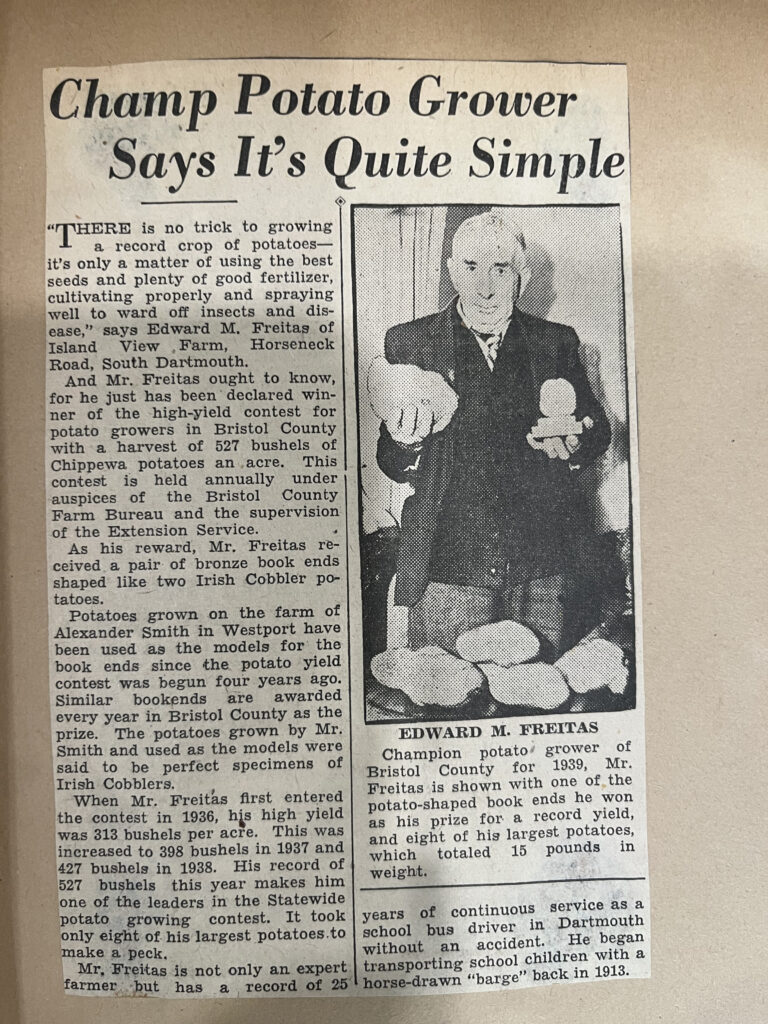 Champ Potato Grower
Says It's Quite Simple
"THERE is no trick to growing
a record crop of potatoes—
it's only a matter of using the best
seeds and plenty of good fertilizer,
cultivating properly and spraying
well to ward off insects and dis-
ease," says Edward M. Freitas of
Island View Farm, Horseneck
Road, South Dartmouth.
And Mr. Freitas ought to know,
for he just has been declared win-
ner of the high-yield contest for
potato growers in Bristol County
with a harvest of 527 bushels of
Chippewa potatoes an acre. This
contest is held annually under
auspices of the Bristol County
Farm Bureau and the supervision
of the Extension Service.
As his reward, Mr. Freitas re-
ceived a pair of bronze book ends
shaped like two Irish Cobbler po-
tatoes.
Potatoes grown on the farm of
Alexander Smith in Westport have
been used as the models for the
book ends since the potato yield
contest was begun four years ago.
Similar bookends are awarded
every year in Bristol County as the
prize. The potatoes grown by Mr.
Smith and used as the models were
said to be perfect specimens of
Irish Cobblers.
When Mr. Freitas first entered
the contest in 1936, his high yield
was 313 bushels per acre. This was
increased to 398 bushels in 1937 and
427 bushels in 1938. His record of
527 bushels this year makes him
one of the leaders in the Statewide
potato growing contest. It took
only eight of his largest potatoes to
make a peck.
Mr. Freitas is not only an expert
farmer but has a record of 25
EDWARD M. FREITAS
Champion potato grower of
Bristol County for 1939, Mr.
Freitas is shown with one of the
potato-shaped book ends he won
as his prize for a record yield,
and eight of his largest potatoes,
which totaled 15 pounds in
weight.
years of continuous service as a
school bus driver in Dartmouth
without an accident. He began
transporting school children with a
horse-drawn "barge" back in 1913.